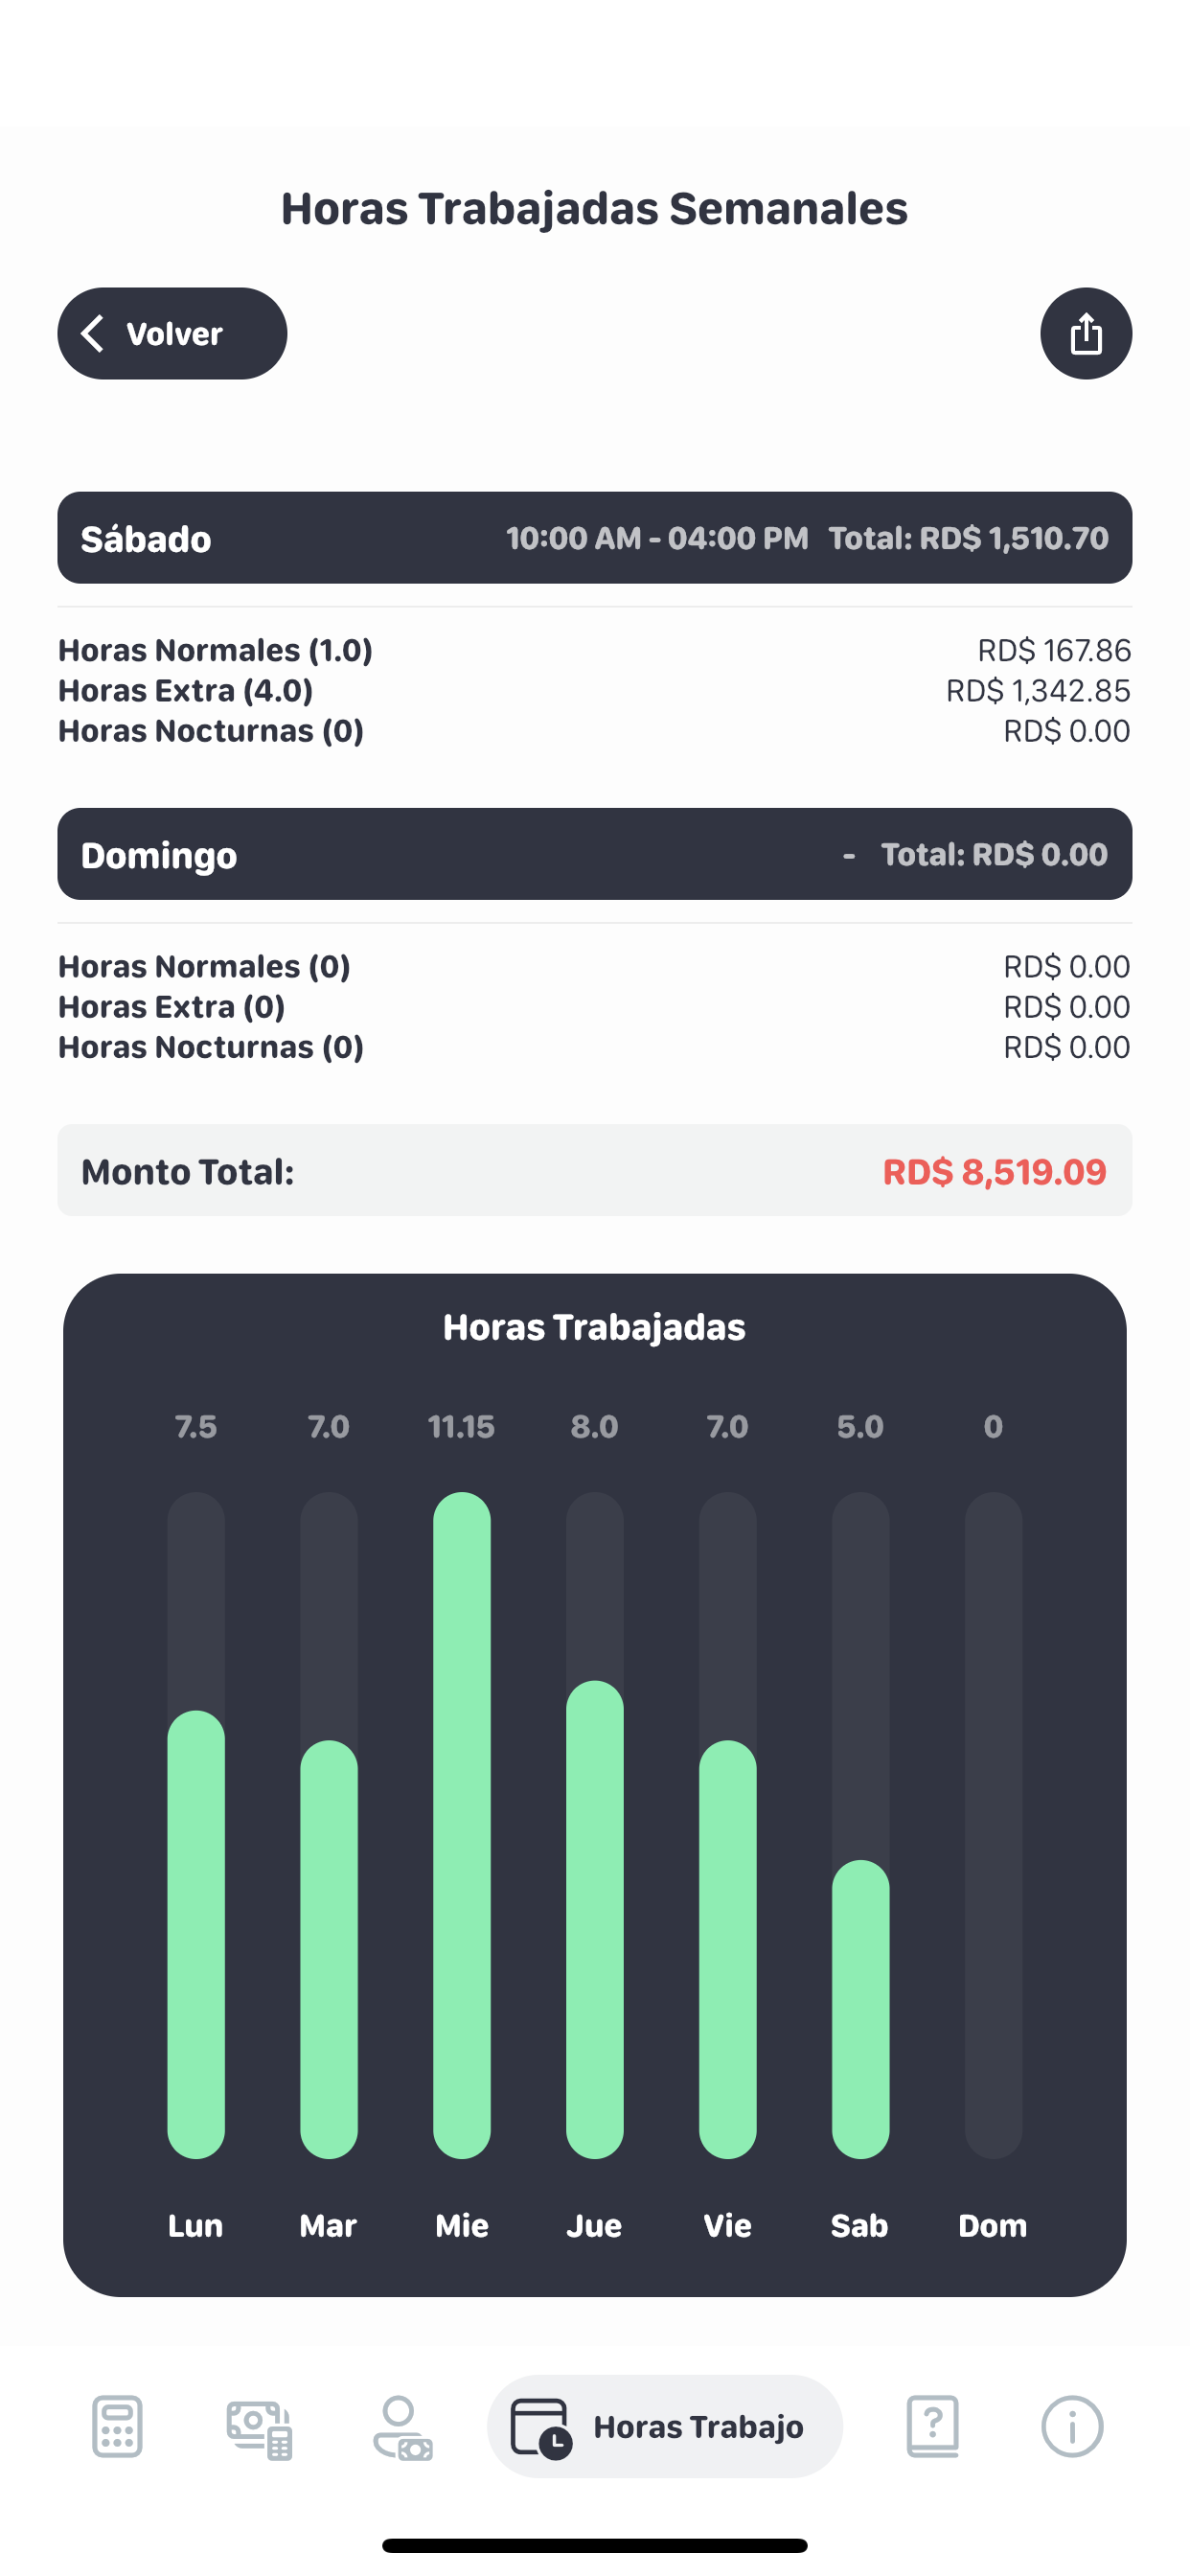 Horas Trabajadas Semanales
Volver
Sábado 10:00 AM - 04:00 PM Total: RD$ 1,510.70
Horas Normales (1.0) RD$ 167.86
Horas Extra (4.0) RD$ 1,342.85
Horas Nocturnas (0) RD$ 0.00
Domingo - Total: RD$ 0.00
Horas Normales (0) RD$ 0.00
Horas Extra (0) RD$ 0.00
Horas Nocturnas (0) RD$ 0.00
Monto Total: RD$ 8,519.09
Horas Trabajadas
7.5 7.0 11.15 8.0 7.0 5.0 0
Lun Mar Mie Jue Vie Sab Dom
Horas Trabajo